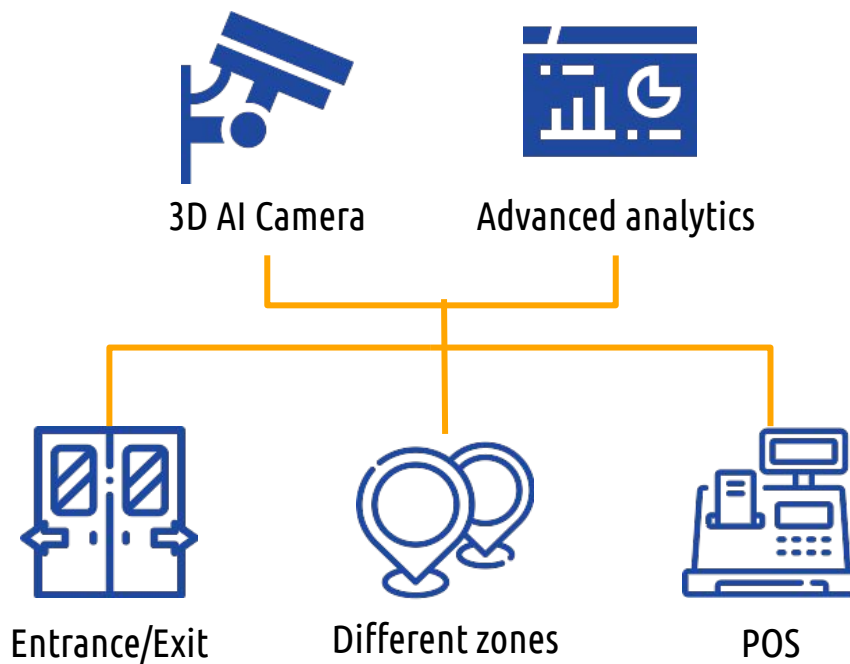 3D AI Camera
Advanced analytics
Entrance/Exit
Different zones
POS